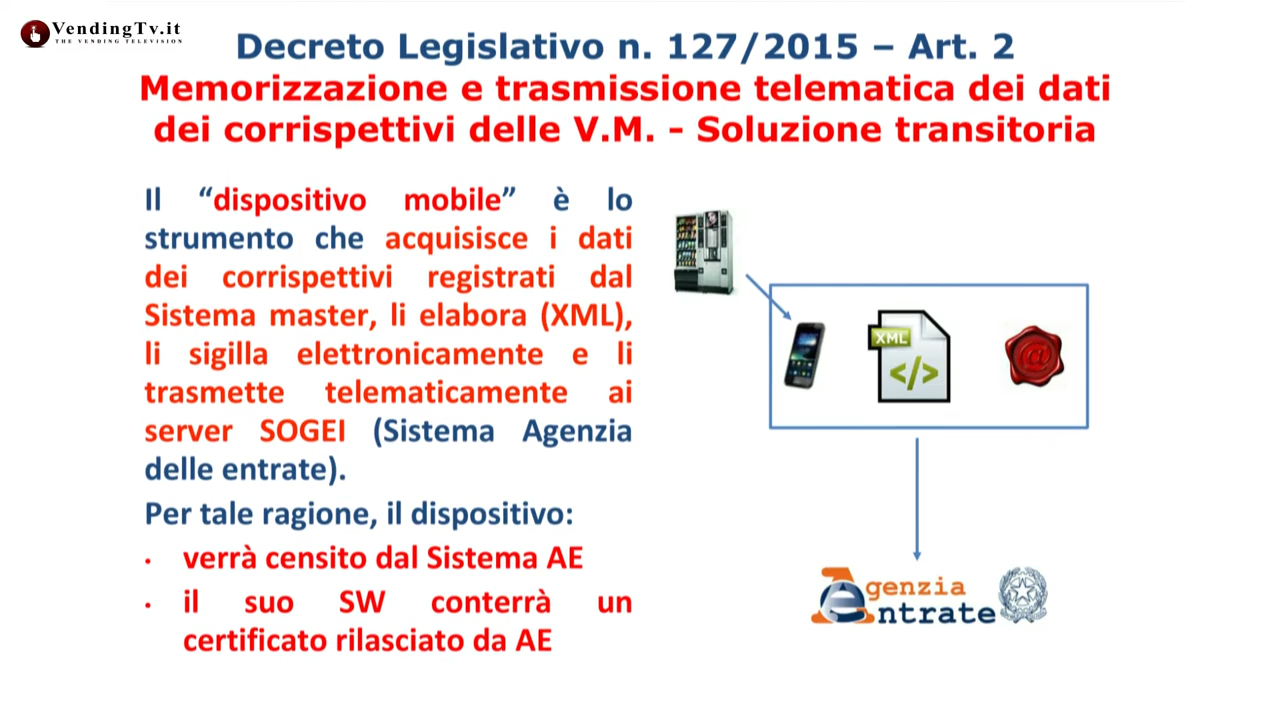 VendingTv.it
THE VENDING TELEVISION
Decreto Legislativo n. 127/2015 – Art. 2
Memorizzazione e trasmissione telematica dei dati
dei corrispettivi delle V.M. - Soluzione transitoria
Il “dispositivo mobile” è lo
strumento che acquisisce i dati
dei corrispettivi registrati dal
Sistema master, li elabora (XML),
li sigilla elettronicamente e li
trasmette telematicamente ai
server SOGEI (Sistema Agenzia
delle entrate).
Per tale ragione, il dispositivo:
· verrà censito dal Sistema AE
· il suo SW conterrà un
certificato rilasciato da AE
XML
</>
@
Agenzia
entrate